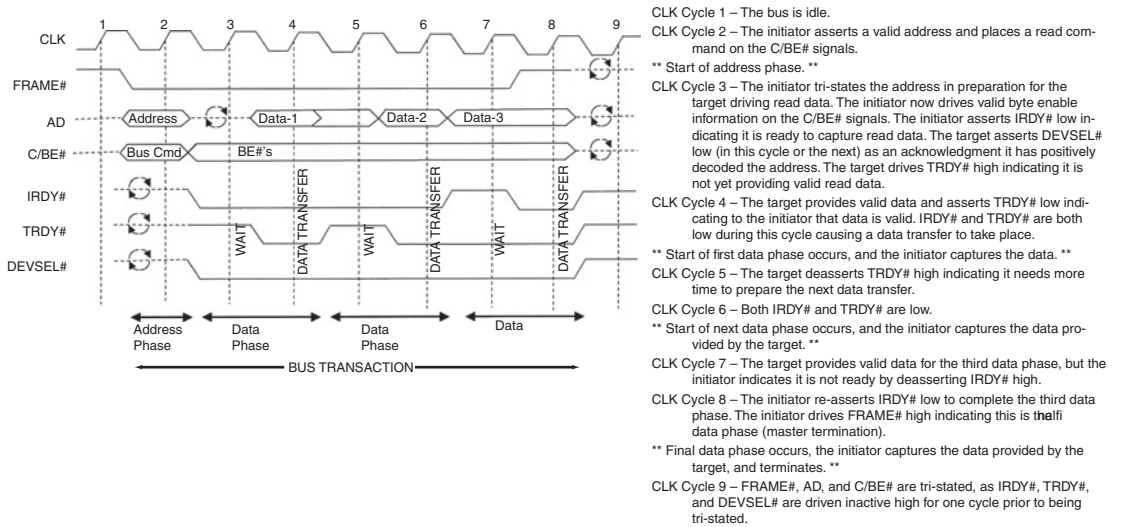 1 2 3 4 5 6 7 8 9
CLK
FRAME#
AD
Address
Data-1
Data-2
Data-3
C/BE#
Bus Cmd
BE#'s
IRDY#
TRDY#
DEVSEL#
WAIT
DATA TRANSFER
WAIT
DATA TRANSFER
WAIT
DATA TRANSFER
Address
Phase
Data
Phase
Data
Phase
Data
BUS TRANSACTION
CLK Cycle 1 – The bus is idle.
CLK Cycle 2 – The initiator asserts a valid address and places a read com-
mand on the C/BE# signals.
** Start of address phase. **
CLK Cycle 3 – The initiator tri-states the address in preparation for the
target driving read data. The initiator now drives valid byte enable
information on the C/BE# signals. The initiator asserts IRDY# low in-
dicating it is ready to capture read data. The target asserts DEVSEL#
low (in this cycle or the next) as an acknowledgment it has positively
decoded the address. The target drives TRDY# high indicating it is
not yet providing valid read data.
CLK Cycle 4 – The target provides valid data and asserts TRDY# low indi-
cating to the initiator that data is valid. IRDY# and TRDY# are both
low during this cycle causing a data transfer to take place.
** Start of first data phase occurs, and the initiator captures the data. **
CLK Cycle 5 – The target deasserts TRDY# high indicating it needs more
time to prepare the next data transfer.
CLK Cycle 6 – Both IRDY# and TRDY# are low.
** Start of next data phase occurs, and the initiator captures the data pro-
vided by the target. **
CLK Cycle 7 – The target provides valid data for the third data phase, but the
initiator indicates it is not ready by deasserting IRDY# high.
CLK Cycle 8 – The initiator re-asserts IRDY# low to complete the third data
phase. The initiator drives FRAME# high indicating this is
data phase (master termination).
** Final data phase occurs, the initiator captures the data provided by the
target, and terminates. **
CLK Cycle 9 – FRAME#, AD, and C/BE# are tri-stated, as IRDY#, TRDY#,
and DEVSEL# are driven inactive high for one cycle prior to being
tri-stated.